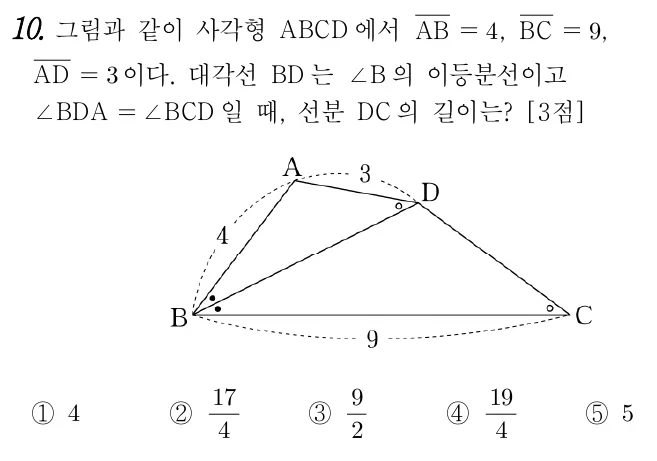 10. 그림과 같이 사각형 ABCD에서 AB = 4, BC = 9,
AD = 3이다. 대각선 BD는 ∠B의 이등분선이고
∠BDA = ∠BCD일 때, 선분 DC의 길이는? [3점]
A
3
D
4
B
C
9
① 4 ② 17/4 ③ 9/2 ④ 19/4 ⑤ 5